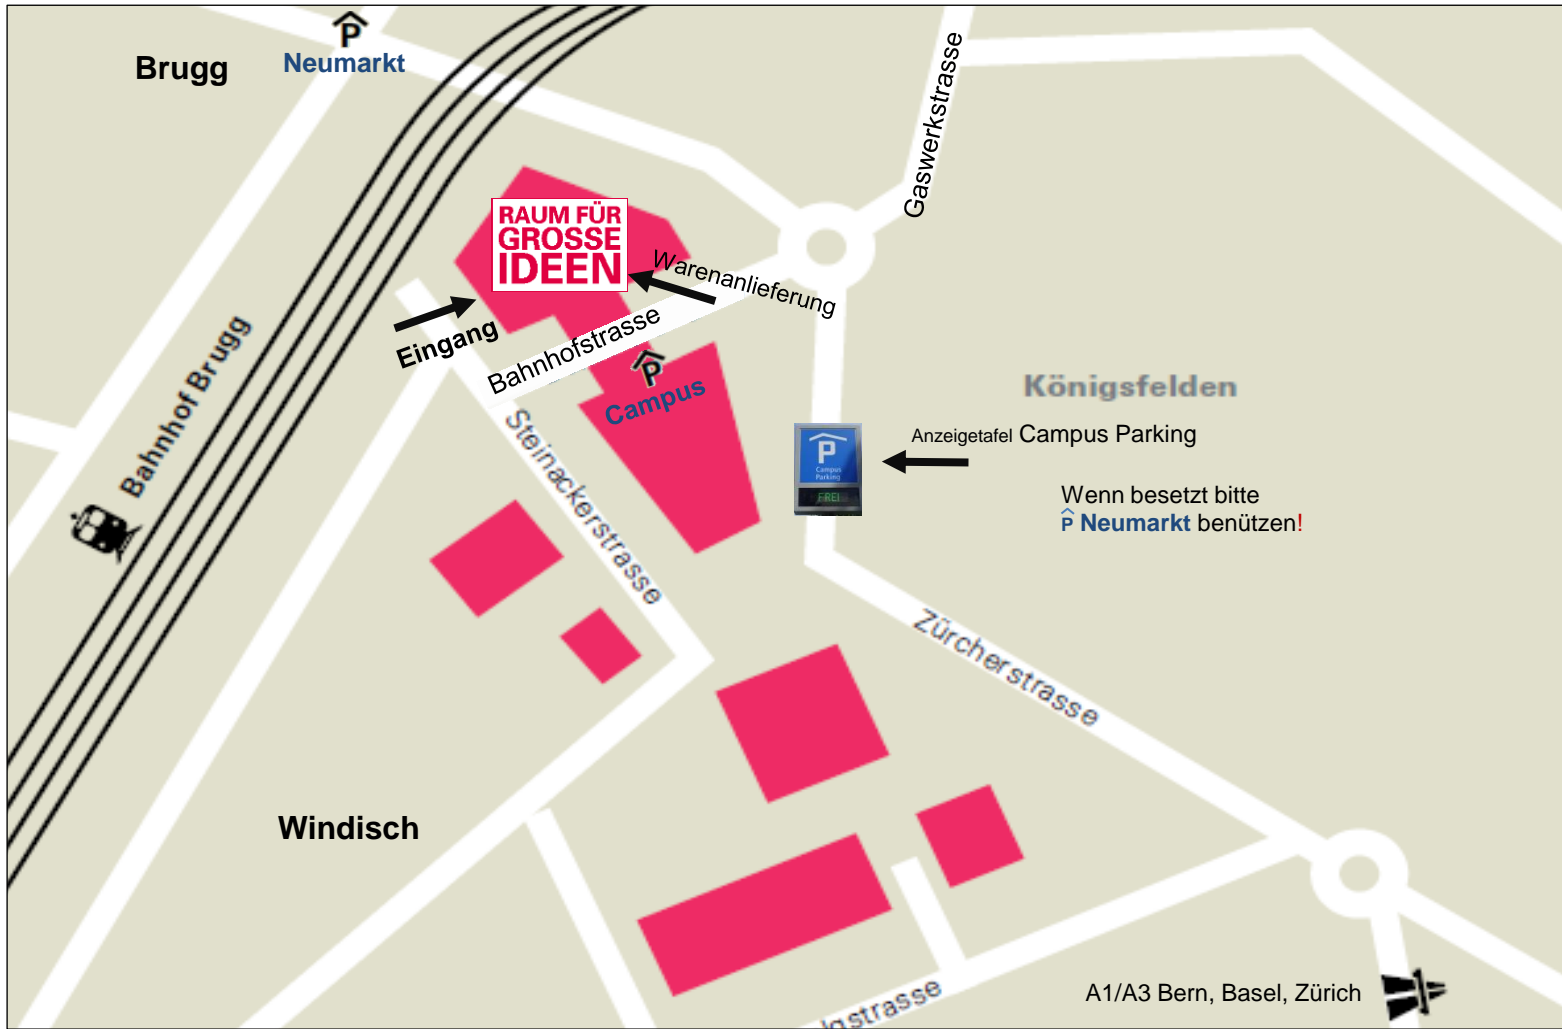 P
Neumarkt
Brugg
Gaswerkstrasse
RAUM FÜR
GROSSE
IDEEN
Warenanlieferung
Eingang
Bahnhofstrasse
P
Campus
Bahnhof Brugg
Königsfelden
Steinackerstrasse
P
Campus
Parking
FREI
Anzeigetafel Campus Parking
Wenn besetzt bitte
P Neumarkt benützen!
Zürcherstrasse
Windisch
A1/A3 Bern, Basel, Zürich